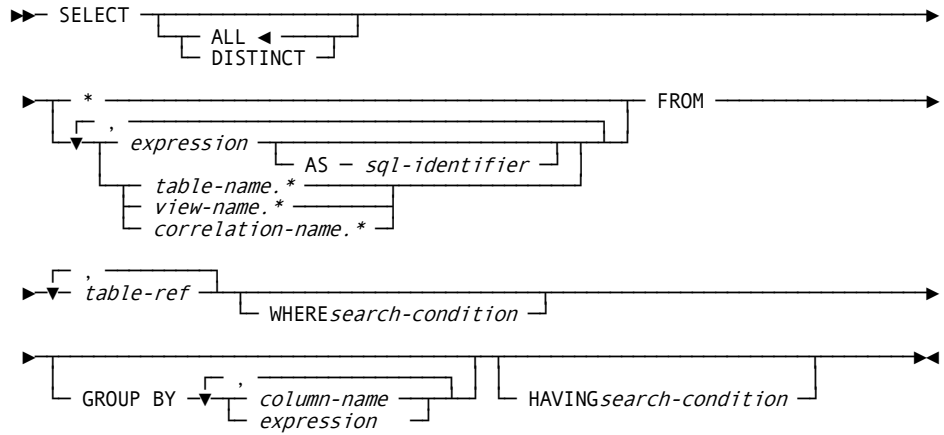 SELECT
ALL
DISTINCT
* FROM
,
expression
AS sql-identifier
table-name.*
view-name.*
correlation-name.*
,
table-ref
WHEREsearch-condition
,
GROUP BY column-name HAVINGsearch-condition
expression